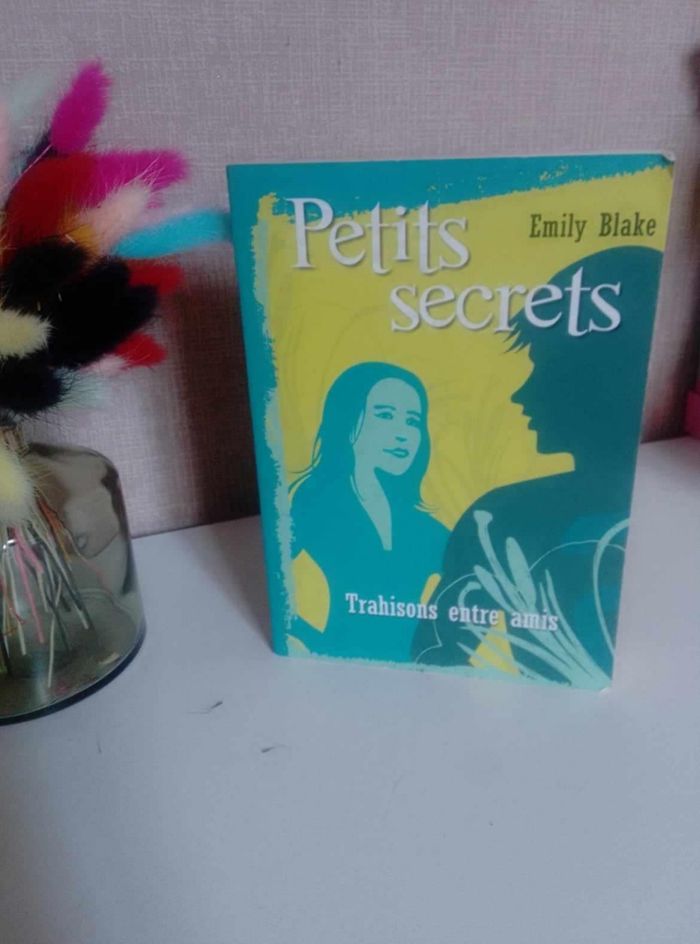 Petits
secrets
Emily Blake
Trahisons entre amis